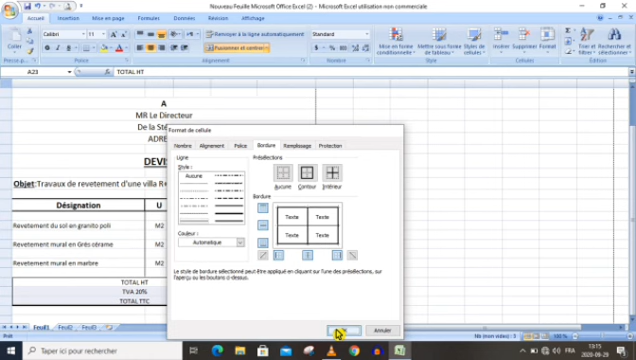 Nouveau-Feuille Microsoft Office Excel (2) - Microsoft Excel utilisation non commerciale
Accueil Insertion Mise en page Formules Données Révision Affichage
Calibri 11 Renvoyer à la ligne automatiquement Standard
Coller Fusionner et centrer Mise en forme conditionnelle Mettre sous forme de tableau Styles de cellules Insérer Supprimer Format Trier et filtrer Rechercher et
Police Alignement Nombre Style Cellules
A23 TOTAL HT
A
MR Le Directeur
De la Sté
ADRE
DEVIS
Objet:Travaux de revetement d'une villa R+
Désignation U
Revetement du sol en granito poli M2
Revetement mural en Grés cérame M2
Revetement mural en marbre M2
TOTAL HT
TVA 20%
TOTAL TTC
Format de cellule
Nombre Alignement Police Bordure Remplissage Protection
Ligne
Style :
Aucune
Couleur :
Automatique
Présélections
Aucune Contour Intérieur
Bordure
Texte Texte
Texte Texte
Le style de bordure sélectionné peut être appliqué en cliquant sur l'une des présélections, sur l'aperçu ou les boutons ci-dessus.
Annuler
Feuil1 Feuil2 Feuil3
Prêt Nb (non vides) : 3 100%
Taper ici pour rechercher FRA 13:15
2020-09-29